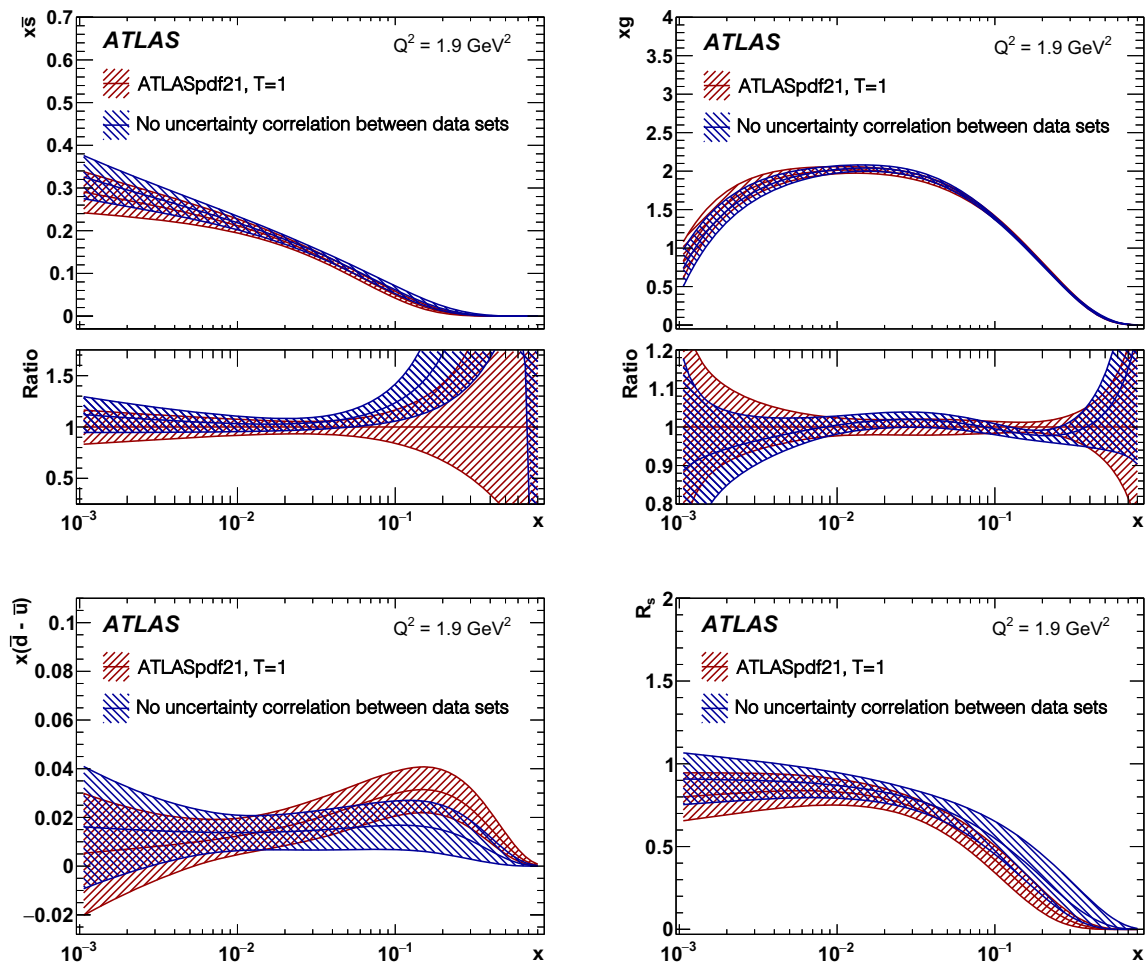 xs̅
0.7
0.6
0.5
0.4
0.3
0.2
0.1
0
ATLAS
Q² = 1.9 GeV²
ATLASpdf21, T=1
No uncertainty correlation between data sets
Ratio
1.5
1
0.5
10⁻³ 10⁻² 10⁻¹ x
xg
4
3.5
3
2.5
2
1.5
1
0.5
0
ATLAS
Q² = 1.9 GeV²
ATLASpdf21, T=1
No uncertainty correlation between data sets
Ratio
1.2
1.1
1
0.9
0.8
10⁻³ 10⁻² 10⁻¹ x
x(d̅ - u̅)
0.1
0.08
0.06
0.04
0.02
0
−0.02
ATLAS
Q² = 1.9 GeV²
ATLASpdf21, T=1
No uncertainty correlation between data sets
10⁻³ 10⁻² 10⁻¹ x
Rₛ
2
1.5
1
0.5
0
ATLAS
Q² = 1.9 GeV²
ATLASpdf21, T=1
No uncertainty correlation between data sets
10⁻³ 10⁻² 10⁻¹ x